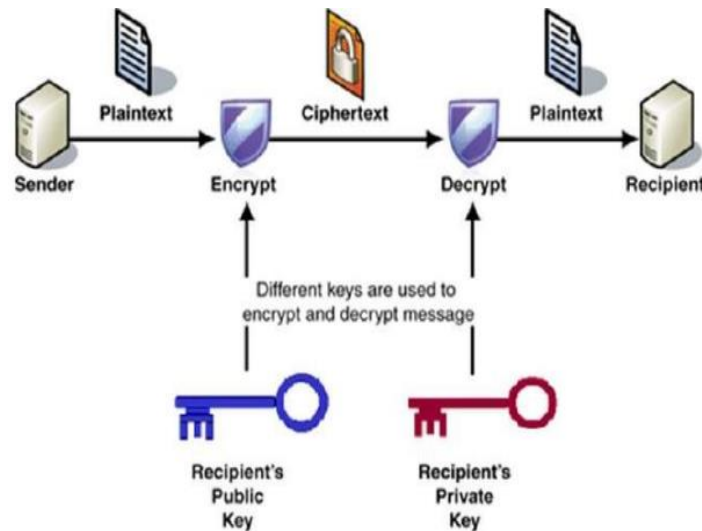 Plaintext
Ciphertext
Plaintext
Sender
Encrypt
Decrypt
Recipient
Different keys are used to
encrypt and decrypt message
Recipient's
Public
Key
Recipient's
Private
Key